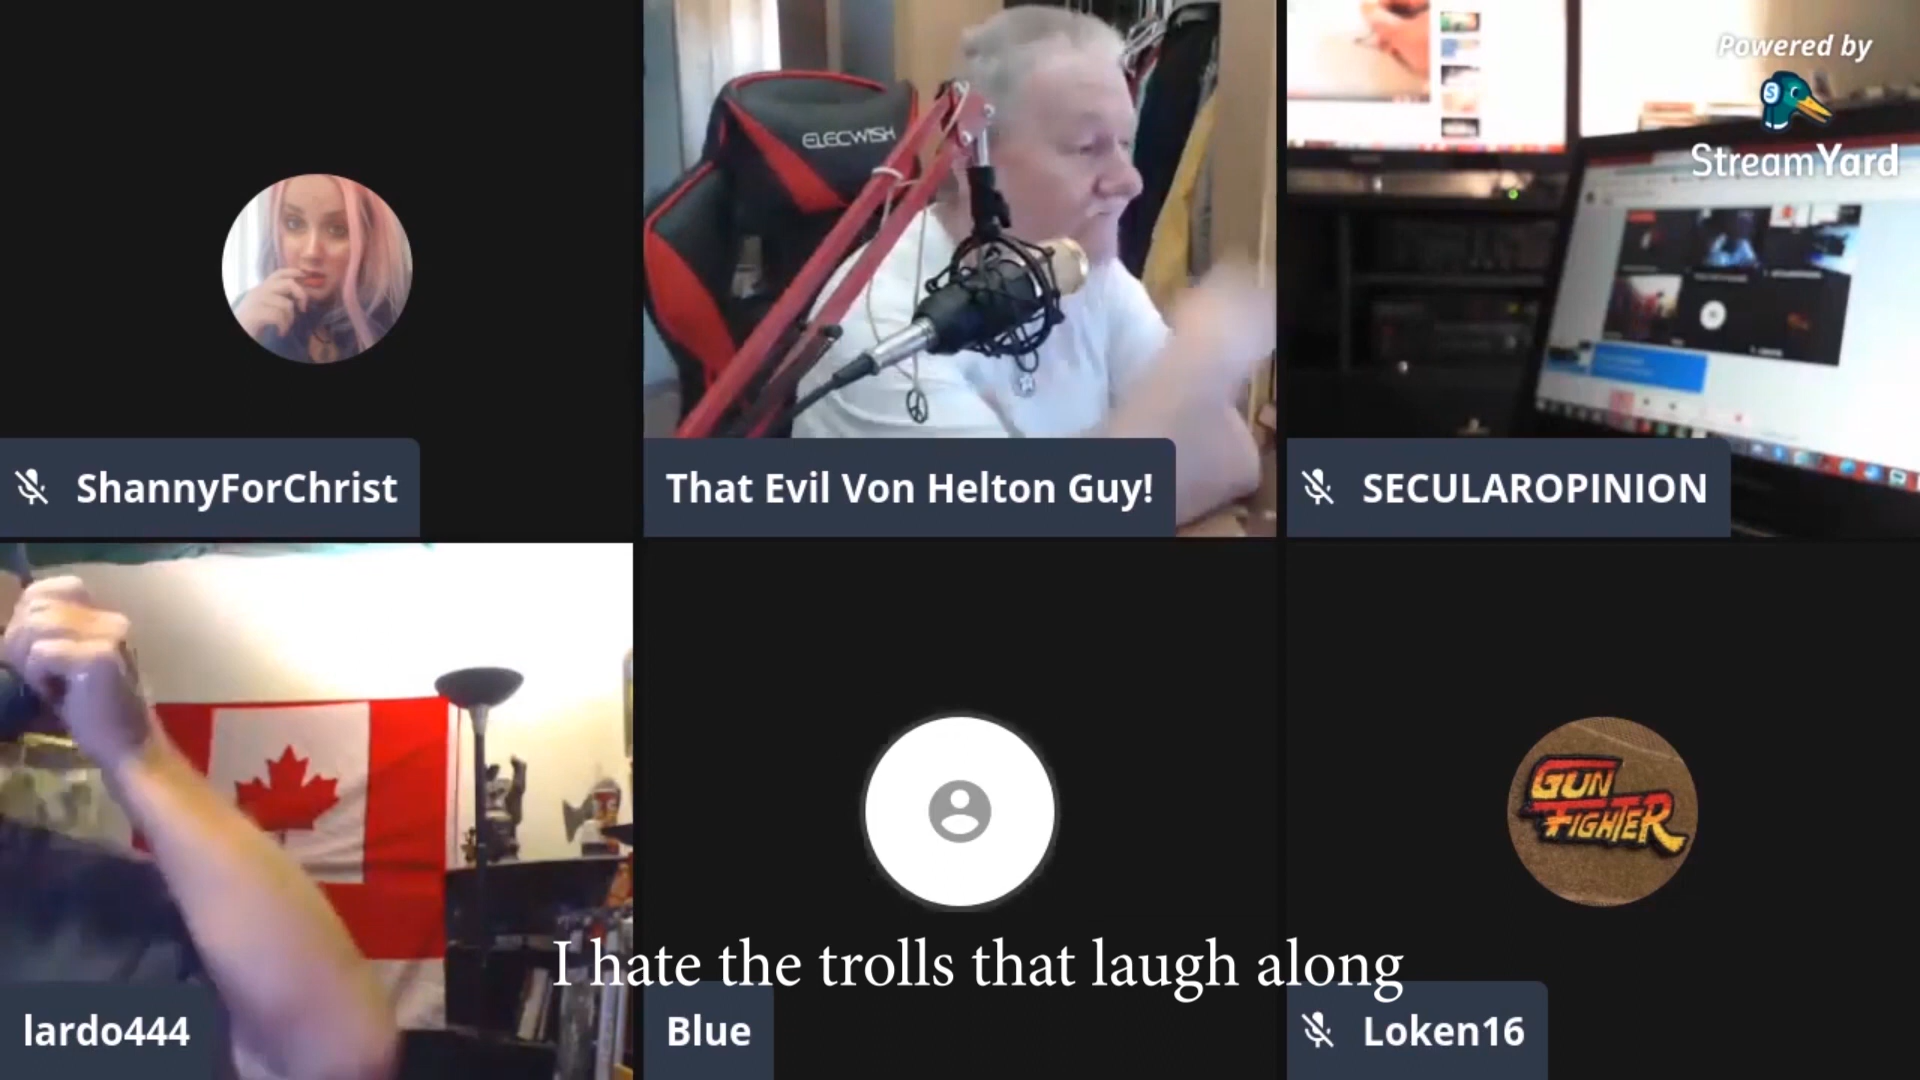 Powered by
StreamYard
ELECWISH
ShannyForChrist
That Evil Von Helton Guy!
SECULAROPINION
GUN
FIGHTER
I hate the trolls that laugh along
lardo444
Blue
Loken16